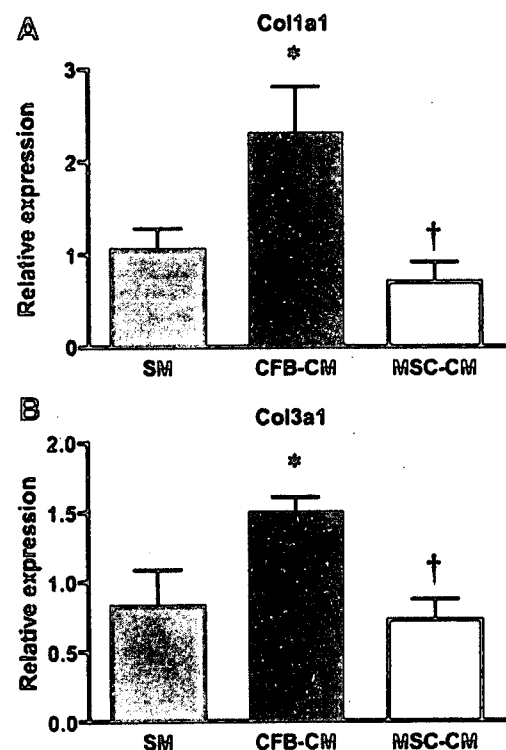 A
Col1a1
*
3
2
1
0
Relative expression
†
SM CFB-CM MSC-CM
B
Col3a1
*
2.0
1.5
1.0
0.5
0.0
Relative expression
†
SM CFB-CM MSC-CM